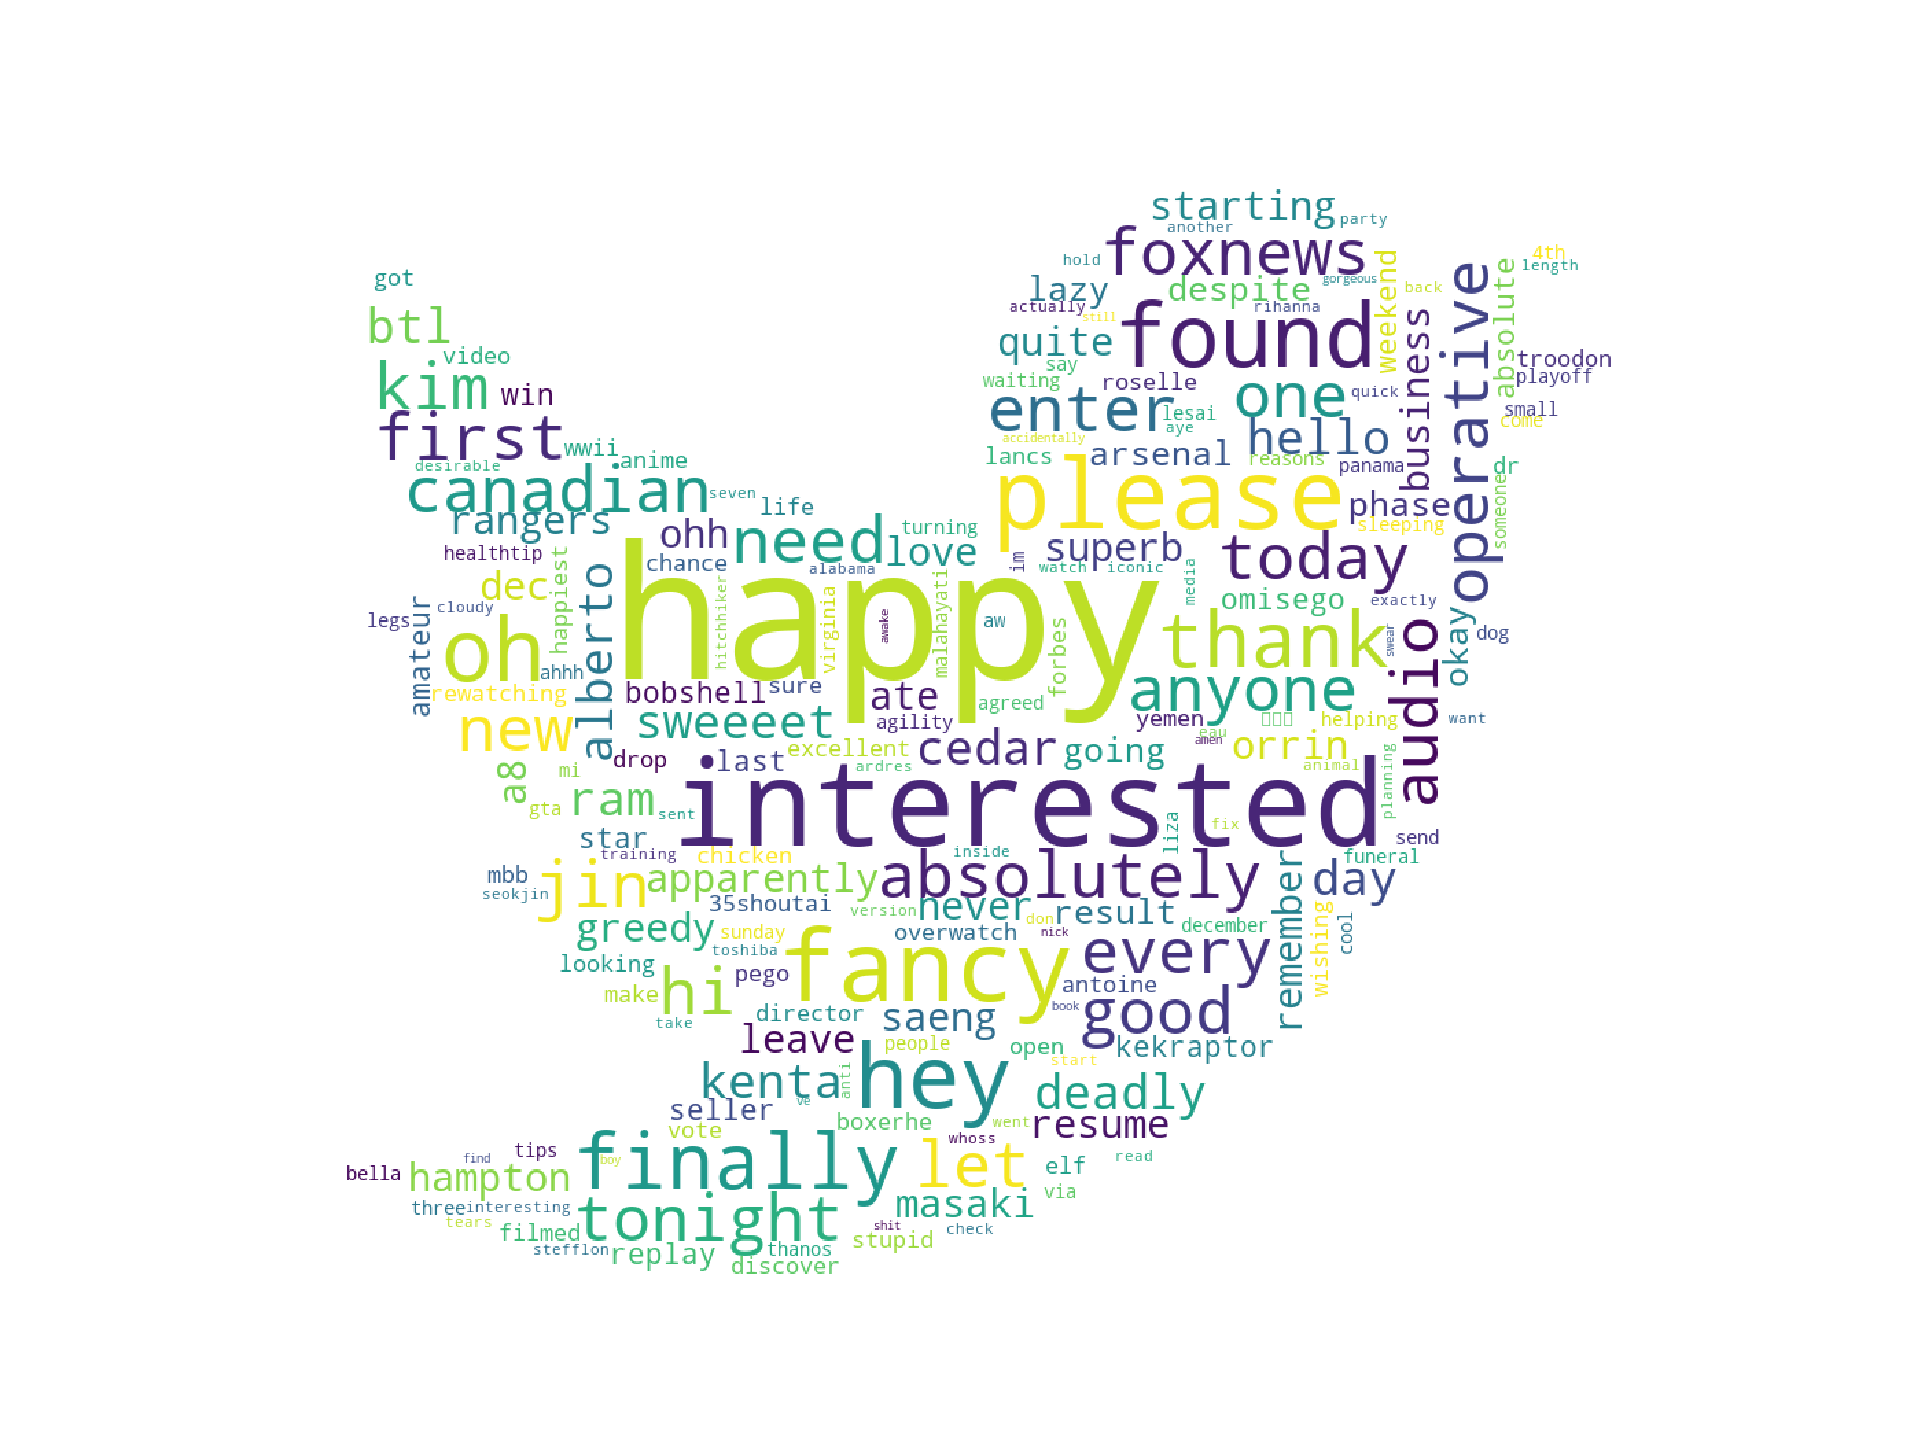 starting
party
another
foxnews
hold
4th
length
got
lazy
despite
gorgeous
back
weekend
operative
absolute
actually
rihanna
still
found
btl
business
quite
troodon
video
say
playoff
kim
win
waiting
roselle
one
quick
enter
lesai
small
first
aye
hello
come
wwii
accidentally
anime
lancs
arsenal
reasons
panama
dr
desirable
canadian
seven
please
phase
someone
life
rangers
ohh
need
turning
sleeping
healthtip
love
superb
today
happiest
chance
alabama
im
watch
iconic
media
dec
alberto
happy
hitchhiker
virginia
malahayati
omisego
exactly
cloudy
legs
amateur
awake
aw
forbes
thank
swear
audio
okay
dog
oh
ahhh
rewatching
bobshell
sure
ate
agreed
anyone
new
sweeeet
agility
yemen
helping
want
eau
cedar
going
amen
orrin
drop
last
excellent
a8
mi
ardres
animal
planning
gta
ram
sent
interested
star
liza
fix
send
training
chicken
inside
funeral
mbb
seokjin
jin
apparently
absolutely
remember
day
35shoutai
version
never
don
result
december
wishing
cool
greedy
sunday
overwatch
nick
toshiba
looking
fancy
every
pego
hi
make
antoine
book
good
take
director
saeng
leave
people
open
kekraptor
start
kenta
anti
hey
deadly
ve
seller
boxerhe
went
resume
vote
whoss
tips
find
boy
finally
let
elf
read
bella
hampton
via
three
interesting
masaki
tears
filmed
tonight
shit
check
stefflon
replay
thanos
stupid
discover